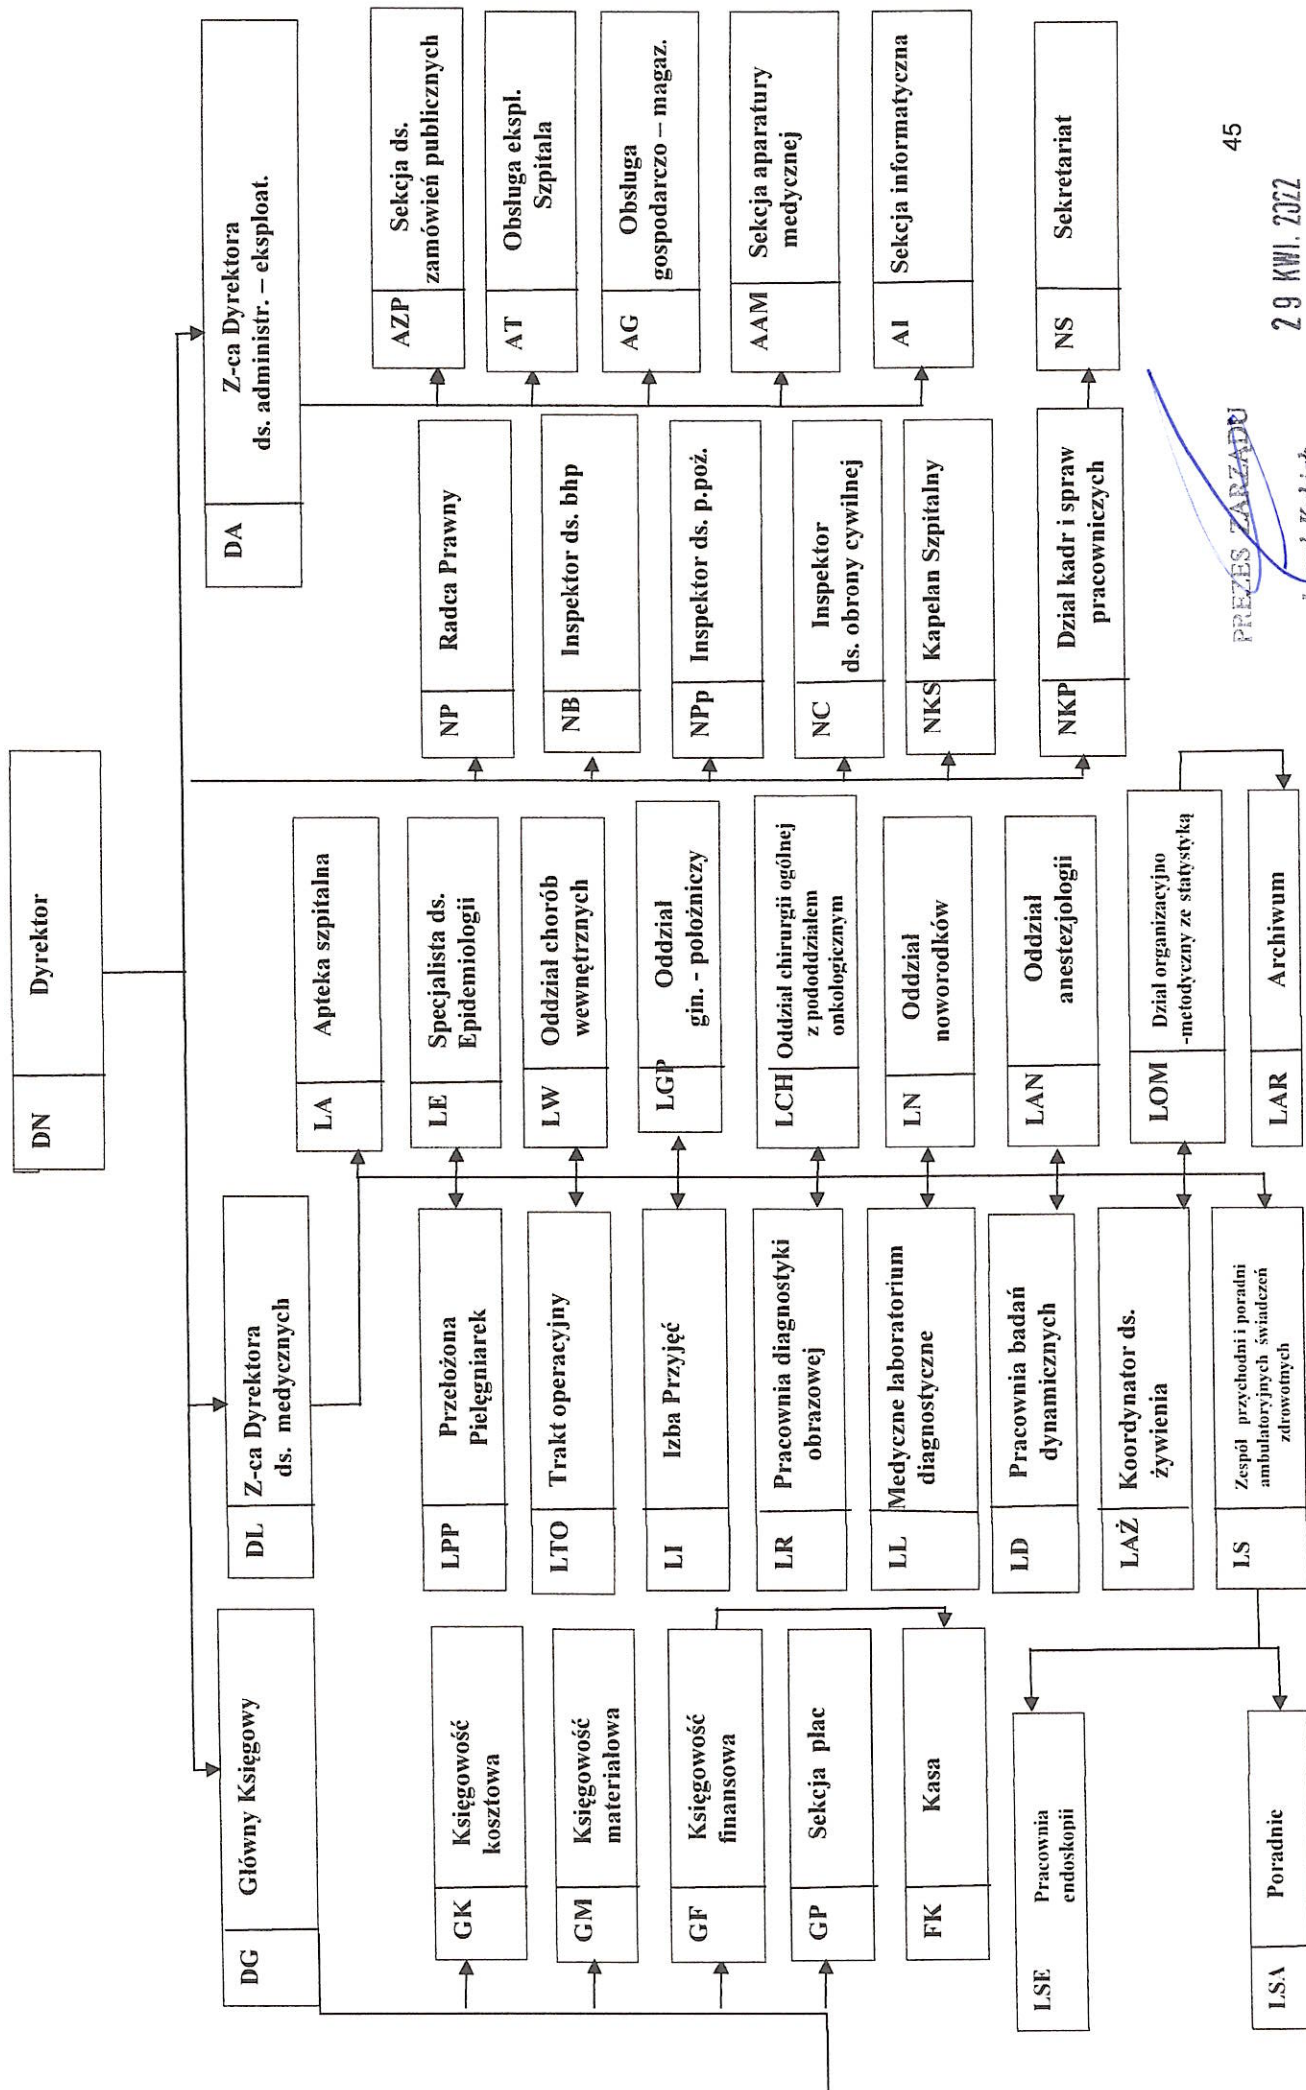 DN
Dyrektor
DG
Główny Księgowy
DL
Z-ca Dyrektora
ds. medycznych
DA
Z-ca Dyrektora
ds. administr. – eksploat.
GK
Księgowość
kosztowa
GM
Księgowość
materiałowa
GF
Księgowość
finansowa
GP
Sekcja płac
FK
Kasa
LSE
Pracownia
endoskopii
LSA
Poradnie
LPP
Przełożona
Pielęgniarek
LTO
Trakt operacyjny
LI
Izba Przyjęć
LR
Pracownia diagnostyki
obrazowej
LL
Medyczne laboratorium
diagnostyczne
LD
Pracownia badań
dynamicznych
LAŻ
Koordynator ds.
żywienia
LS
Zespół przychodni i poradni
ambulatoryjnych świadczeń
zdrowotnych
LA
Apteka szpitalna
LE
Specjalista ds.
Epidemiologii
LW
Oddział chorób
wewnętrznych
LGP
Oddział
gin. - położniczy
LCH
Oddział chirurgii ogólnej
z pododdziałem
onkologicznym
LN
Oddział
noworodków
LAN
Oddział
anestezjologii
LOM
Dział organizacyjno
-metodyczny ze statystyką
LAR
Archiwum
NP
Radca Prawny
NB
Inspektor ds. bhp
NPp
Inspektor ds. p.poż.
NC
Inspektor
ds. obrony cywilnej
NKS
Kapelan Szpitalny
NKP
Dział kadr i spraw
pracowniczych
AZP
Sekcja ds.
zamówień publicznych
AT
Obsługa ekspl.
Szpitala
AG
Obsługa
gospodarczo – magaz.
AAM
Sekcja aparatury
medycznej
AI
Sekcja informatyczna
NS
Sekretariat
PREZES ZARZĄDU
45
29 KWI. 2022